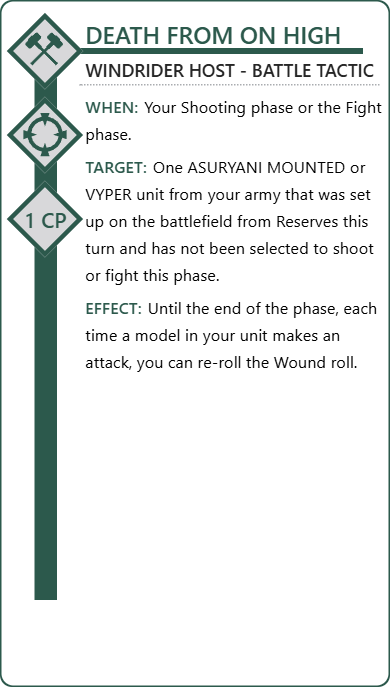 DEATH FROM ON HIGH
WINDRIDER HOST - BATTLE TACTIC
WHEN: Your Shooting phase or the Fight
phase.
TARGET: One ASURYANI MOUNTED or
VYPER unit from your army that was set
up on the battlefield from Reserves this
turn and has not been selected to shoot
or fight this phase.
1 CP
EFFECT: Until the end of the phase, each
time a model in your unit makes an
attack, you can re-roll the Wound roll.